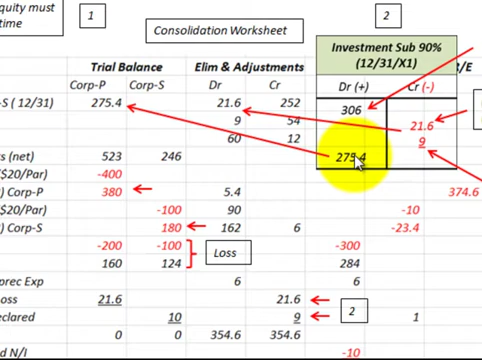 quity must
time
1
2
Consolidation Worksheet
Investment Sub 90%
(12/31/X1)
Trial Balance Elim & Adjustments /E
Corp-P Corp-S Dr Cr Dr (+) Cr (-)
-S ( 12/31) 275.4 21.6 252 306
9 54 21.6
60 12 9
s (net) 523 246 275.4
$20/Par) -400
) Corp-P 380 5.4 374.6
$20/Par) -100 90 -10
) Corp-S 180 162 6 -23.4
-200 -100 Loss -300
160 124 284
prec Exp 6 6
oss 21.6 21.6
eclared 10 9 2 1
0 0 354.6 354.6
d N/I -10